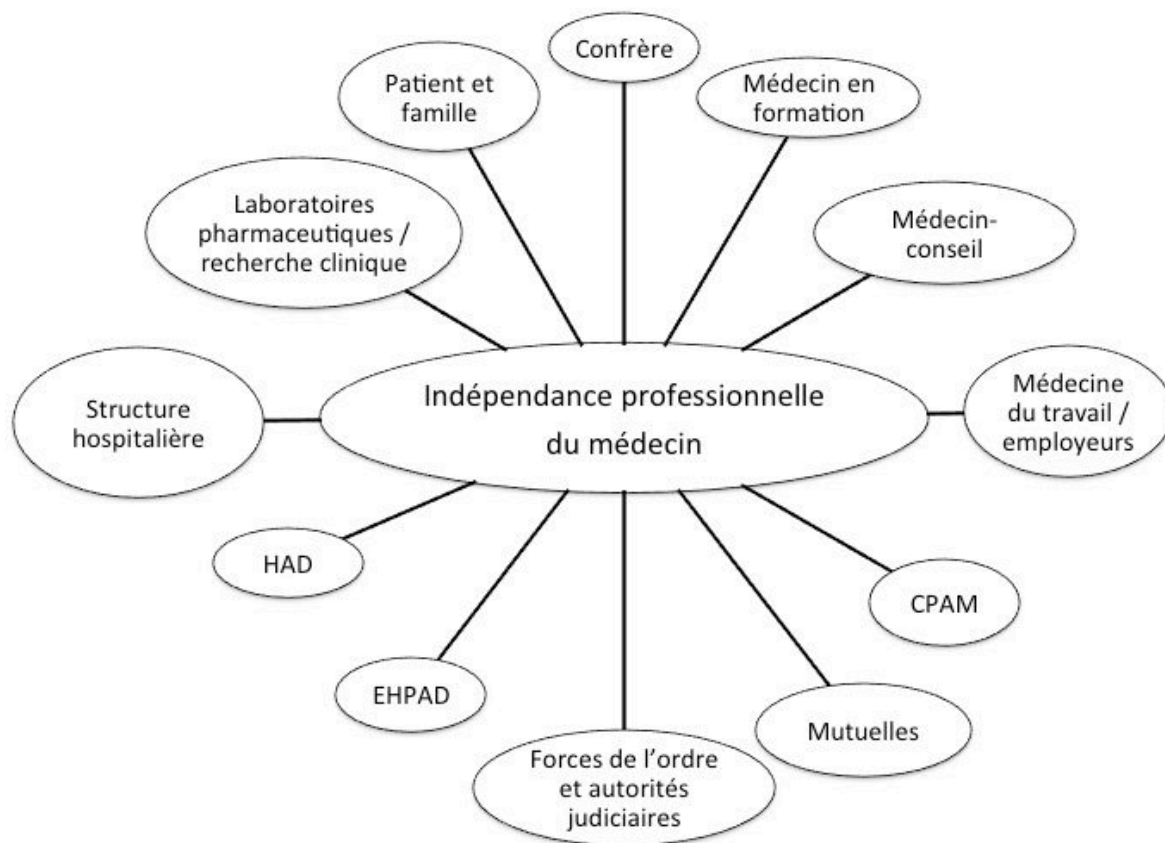 Confrère
Patient et
famille
Médecin en
formation
Laboratoires
pharmaceutiques /
recherche clinique
Médecin-
conseil
Indépendance professionnelle
du médecin
Structure
hospitalière
Médecine
du travail /
employeurs
HAD
CPAM
EHPAD
Mutuelles
Forces de l’ordre
et autorités
judiciaires